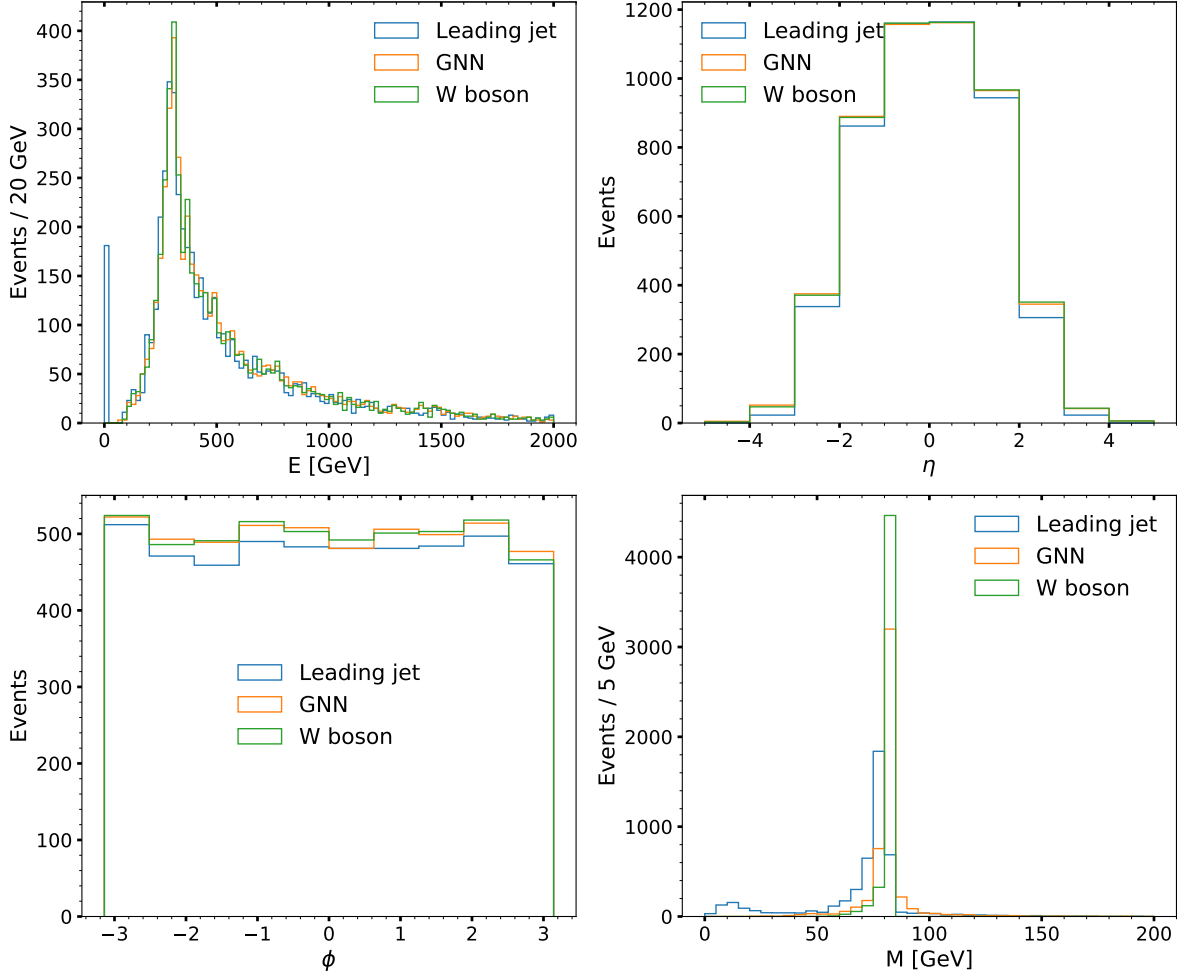 Events / 20 GeV
400
350
300
250
200
150
100
50
0
Leading jet
GNN
W boson
0 500 1000 1500 2000
E [GeV]
Events
1200
1000
800
600
400
200
0
Leading jet
GNN
W boson
−4 −2 0 2 4
η
Events
500
400
300
200
100
0
Leading jet
GNN
W boson
−3 −2 −1 0 1 2 3
ϕ
Events / 5 GeV
4000
3000
2000
1000
0
Leading jet
GNN
W boson
0 50 100 150 200
M [GeV]